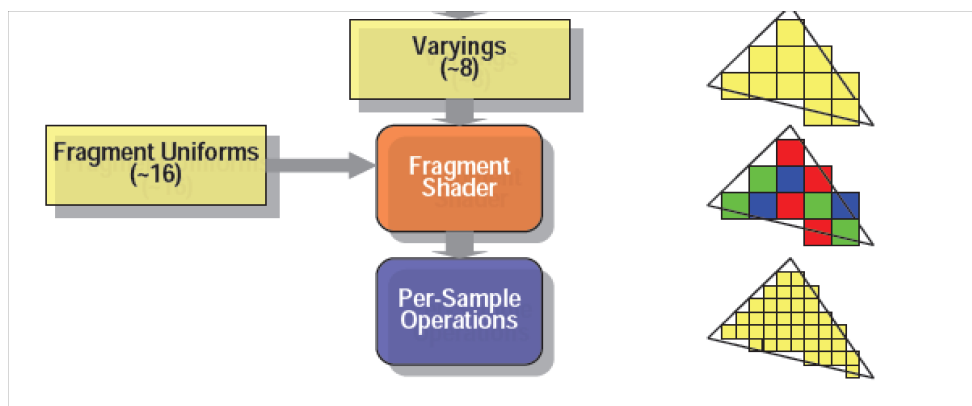 Varyings
(~8)
Fragment Uniforms
(~16)
Fragment
Shader
Per-Sample
Operations